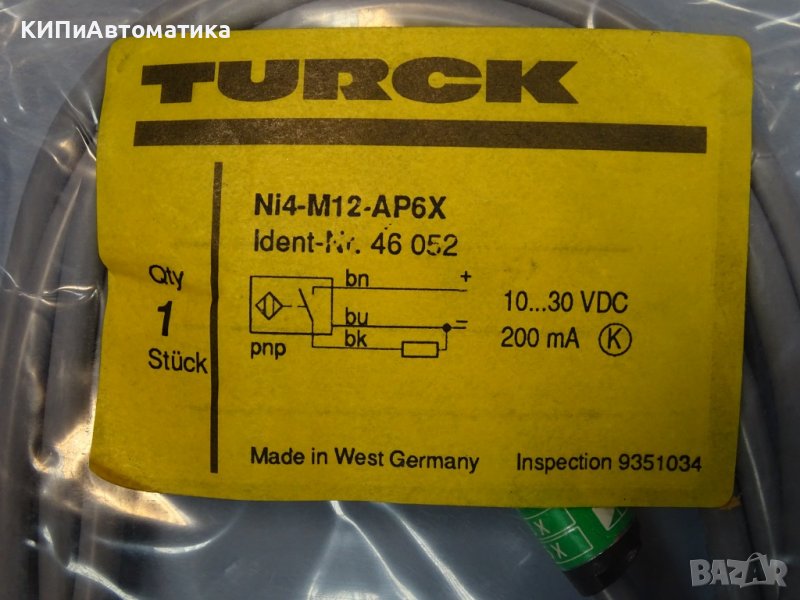 КИПиАвтоматика
TURCK
Ni4-M12-AP6X
Ident-Nr. 46 052
Qty
1
Stück
bn
+
bu
=
bk
pnp
10...30 VDC
200 mA K
Made in West Germany
Inspection 9351034
X
BAZAR